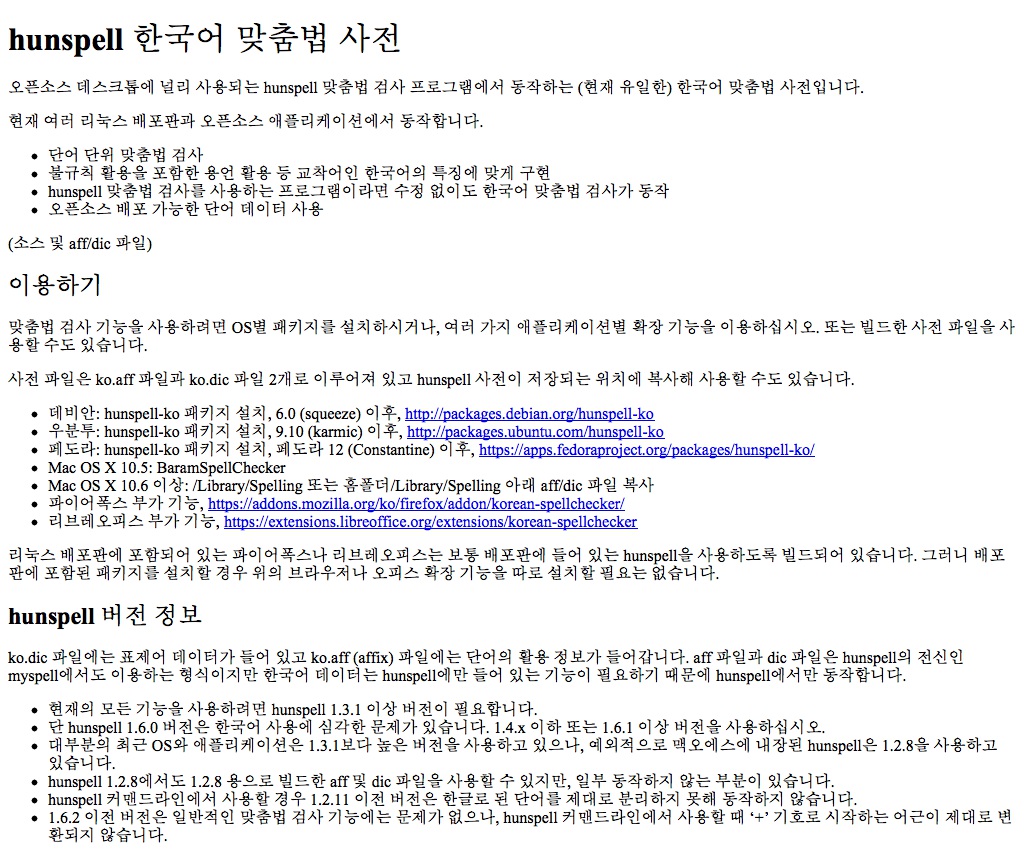 hunspell 한국어 맞춤법 사전
오픈소스 데스크톱에 널리 사용되는 hunspell 맞춤법 검사 프로그램에서 동작하는 (현재 유일한) 한국어 맞춤법 사전입니다.
현재 여러 리눅스 배포판과 오픈소스 애플리케이션에서 동작합니다.
• 단어 단위 맞춤법 검사
• 불규칙 활용을 포함한 용언 활용 등 교착어인 한국어의 특징에 맞게 구현
• hunspell 맞춤법 검사를 사용하는 프로그램이라면 수정 없이도 한국어 맞춤법 검사가 동작
• 오픈소스 배포 가능한 단어 데이터 사용
(소스 및 aff/dic 파일)
이용하기
맞춤법 검사 기능을 사용하려면 OS별 패키지를 설치하시거나, 여러 가지 애플리케이션별 확장 기능을 이용하십시오. 또는 빌드한 사전 파일을 사
용할 수도 있습니다.
사전 파일은 ko.aff 파일과 ko.dic 파일 2개로 이루어져 있고 hunspell 사전이 저장되는 위치에 복사해 사용할 수도 있습니다.
• 데비안: hunspell-ko 패키지 설치, 6.0 (squeeze) 이후, http://packages.debian.org/hunspell-ko
• 우분투: hunspell-ko 패키지 설치, 9.10 (karmic) 이후, http://packages.ubuntu.com/hunspell-ko
• 페도라: hunspell-ko 패키지 설치, 페도라 12 (Constantine) 이후, https://apps.fedoraproject.org/packages/hunspell-ko/
• Mac OS X 10.5: BaramSpellChecker
• Mac OS X 10.6 이상: /Library/Spelling 또는 홈폴더/Library/Spelling 아래 aff/dic 파일 복사
• 파이어폭스 부가 기능, https://addons.mozilla.org/ko/firefox/addon/korean-spellchecker/
• 리브레오피스 부가 기능, https://extensions.libreoffice.org/extensions/korean-spellchecker
리눅스 배포판에 포함되어 있는 파이어폭스나 리브레오피스는 보통 배포판에 들어 있는 hunspell을 사용하도록 빌드되어 있습니다. 그러니 배포
판에 포함된 패키지를 설치할 경우 위의 브라우저나 오피스 확장 기능을 따로 설치할 필요는 없습니다.
hunspell 버전 정보
ko.dic 파일에는 표제어 데이터가 들어 있고 ko.aff (affix) 파일에는 단어의 활용 정보가 들어갑니다. aff 파일과 dic 파일은 hunspell의 전신인
myspell에서도 이용하는 형식이지만 한국어 데이터는 hunspell에만 들어 있는 기능이 필요하기 때문에 hunspell에서만 동작합니다.
• 현재의 모든 기능을 사용하려면 hunspell 1.3.1 이상 버전이 필요합니다.
• 단 hunspell 1.6.0 버전은 한국어 사용에 심각한 문제가 있습니다. 1.4.x 이하 또는 1.6.1 이상 버전을 사용하십시오.
• 대부분의 최근 OS와 애플리케이션은 1.3.1보다 높은 버전을 사용하고 있으나, 예외적으로 맥오에스에 내장된 hunspell은 1.2.8을 사용하고
있습니다.
• hunspell 1.2.8에서도 1.2.8 용으로 빌드한 aff 및 dic 파일을 사용할 수 있지만, 일부 동작하지 않는 부분이 있습니다.
• hunspell 커맨드라인에서 사용할 경우 1.2.11 이전 버전은 한글로 된 단어를 제대로 분리하지 못해 동작하지 않습니다.
• 1.6.2 이전 버전은 일반적인 맞춤법 검사 기능에는 문제가 없으나, hunspell 커맨드라인에서 사용할 때 ‘+’ 기호로 시작하는 어근이 제대로 변
환되지 않습니다.